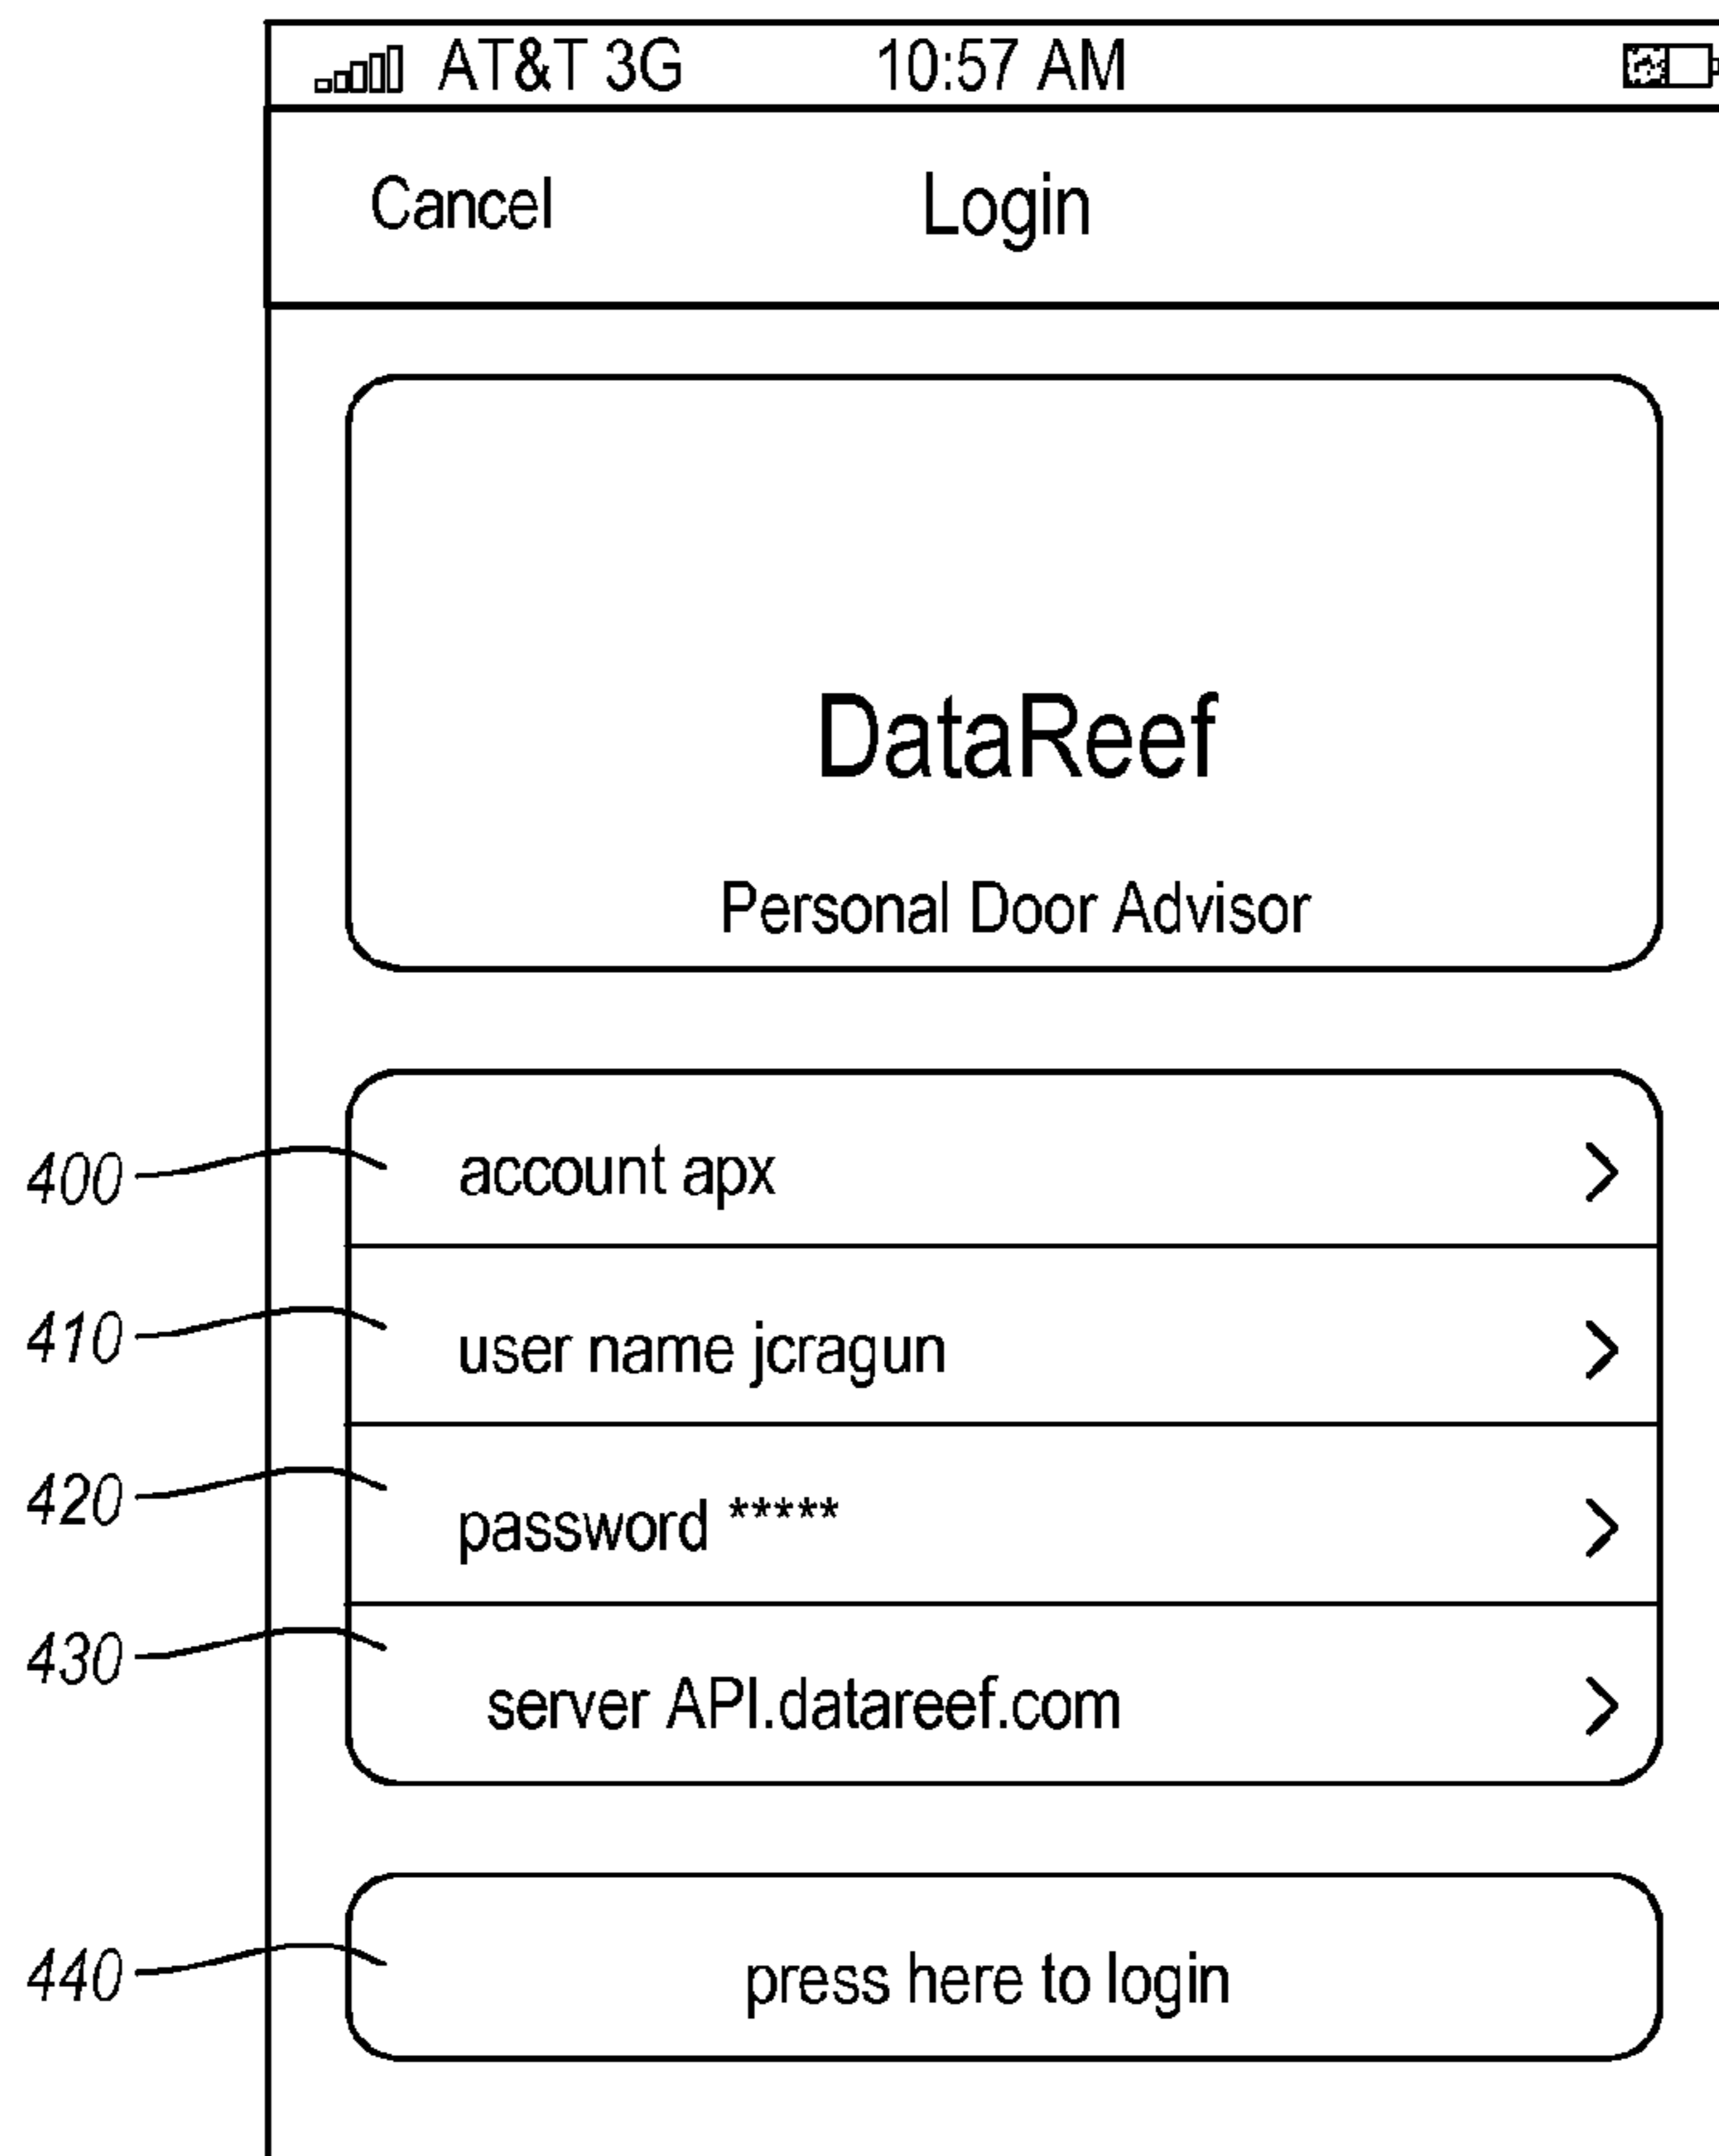 AT&T 3G 10:57 AM
Cancel Login
DataReef
Personal Door Advisor
400 account apx >
410 user name jcragun >
420 password ***** >
430 server API.datareef.com >
440 press here to login